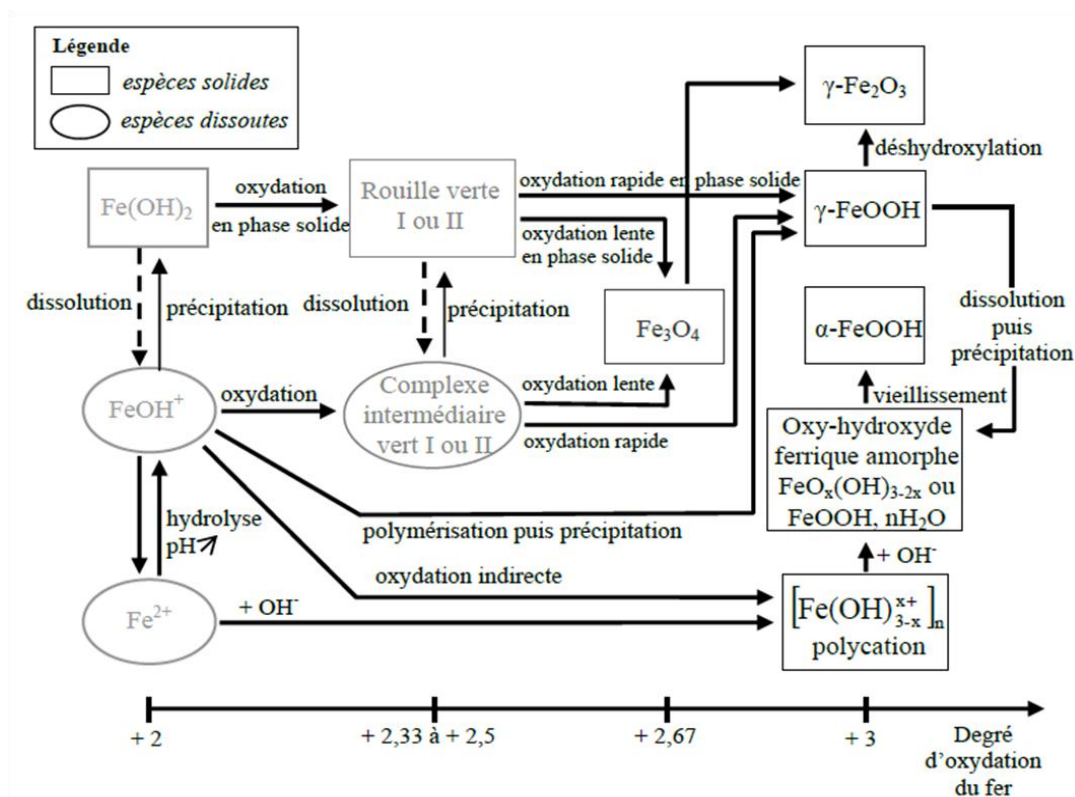 Légende
espèces solides
espèces dissoutes
γ-Fe₂O₃
déshydroxylation
Fe(OH)₂
oxydation
en phase solide
Rouille verte
I ou II
oxydation rapide en phase solide
γ-FeOOH
oxydation lente
en phase solide
dissolution
précipitation
dissolution
précipitation
Fe₃O₄
α-FeOOH
dissolution
puis
précipitation
FeOH⁺
oxydation
Complexe
intermédiaire
vert I ou II
oxydation lente
oxydation rapide
vieillissement
Oxy-hydroxyde
ferrique amorphe
FeOₓ(OH)₃₋₂ₓ ou
FeOOH, nH₂O
hydrolyse
pH↗
polymérisation puis précipitation
+ OH⁻
oxydation indirecte
Fe²⁺
+ OH⁻
[Fe(OH)₃₋ₓˣ⁺]ₙ
polycation
+ 2
+ 2,33 à + 2,5
+ 2,67
+ 3
Degré
d'oxydation
du fer